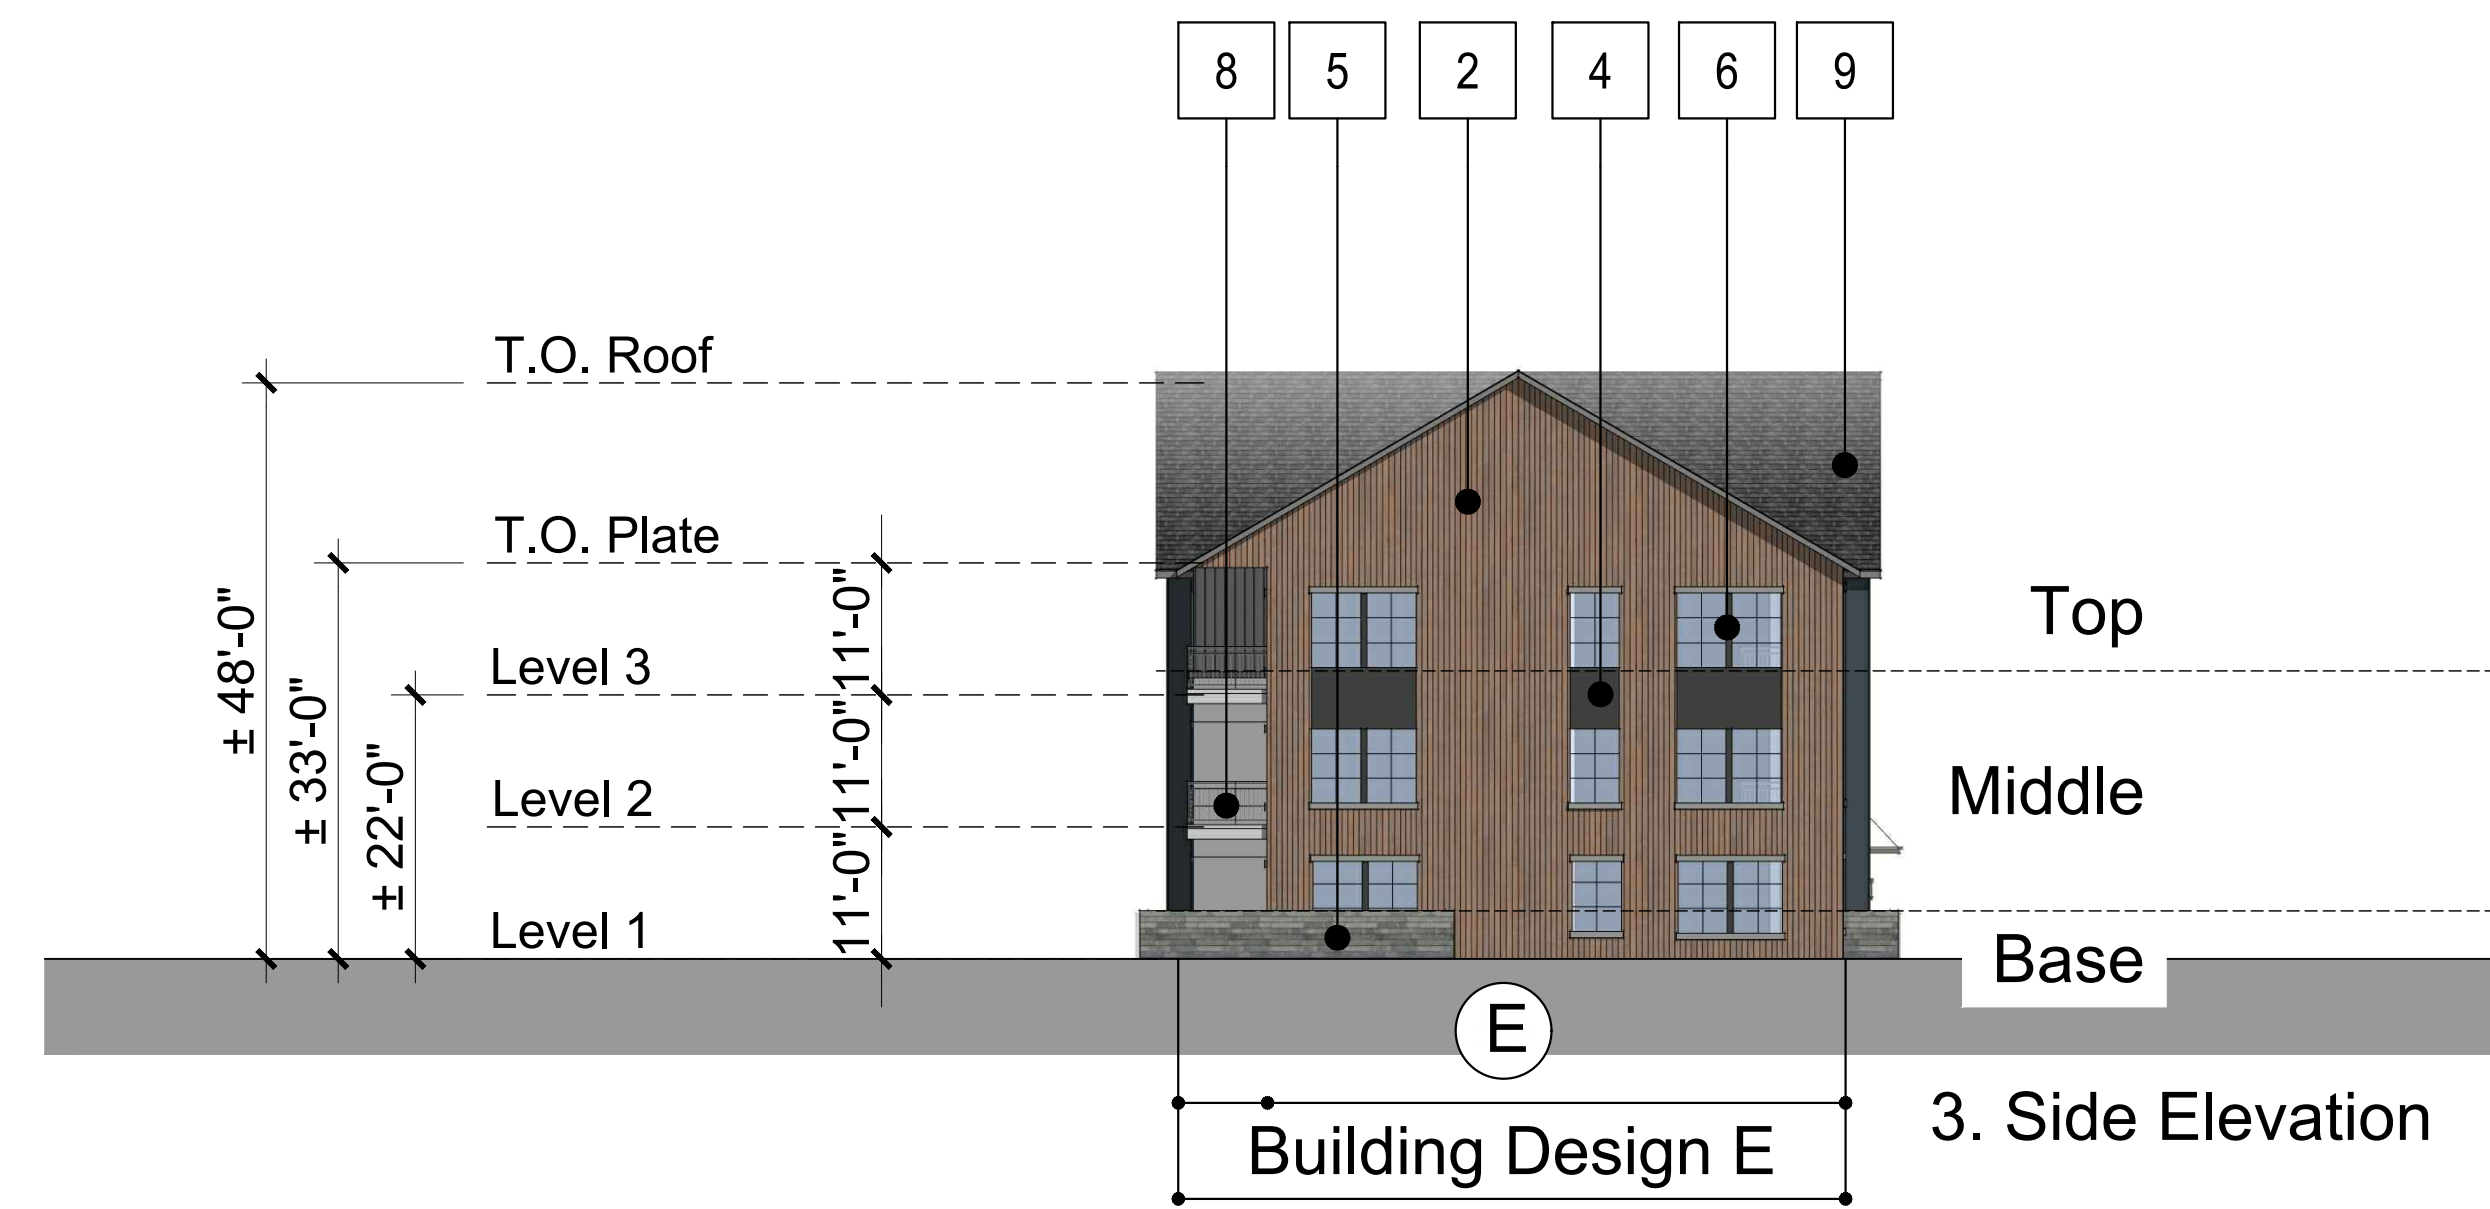 8 5 2 4 6 9
T.O. Roof
T.O. Plate
Level 3
Level 2
Level 1
± 48'-0"
± 33'-0"
± 22'-0"
11'-0"
11'-0"
11'-0"
Top
Middle
Base
E
Building Design E
3. Side Elevation